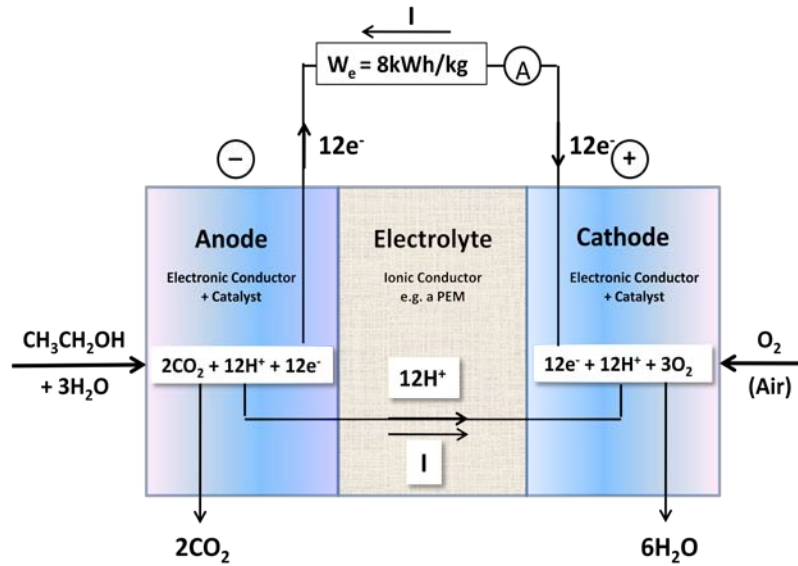 I
Wₑ = 8kWh/kg
A
12e⁻
12e⁻
−
+
Anode
Electrolyte
Cathode
Electronic Conductor
+ Catalyst
Ionic Conductor
e.g. a PEM
Electronic Conductor
+ Catalyst
CH₃CH₂OH
+ 3H₂O
2CO₂ + 12H⁺ + 12e⁻
12H⁺
I
12e⁻ + 12H⁺ + 3O₂
O₂
(Air)
2CO₂
6H₂O